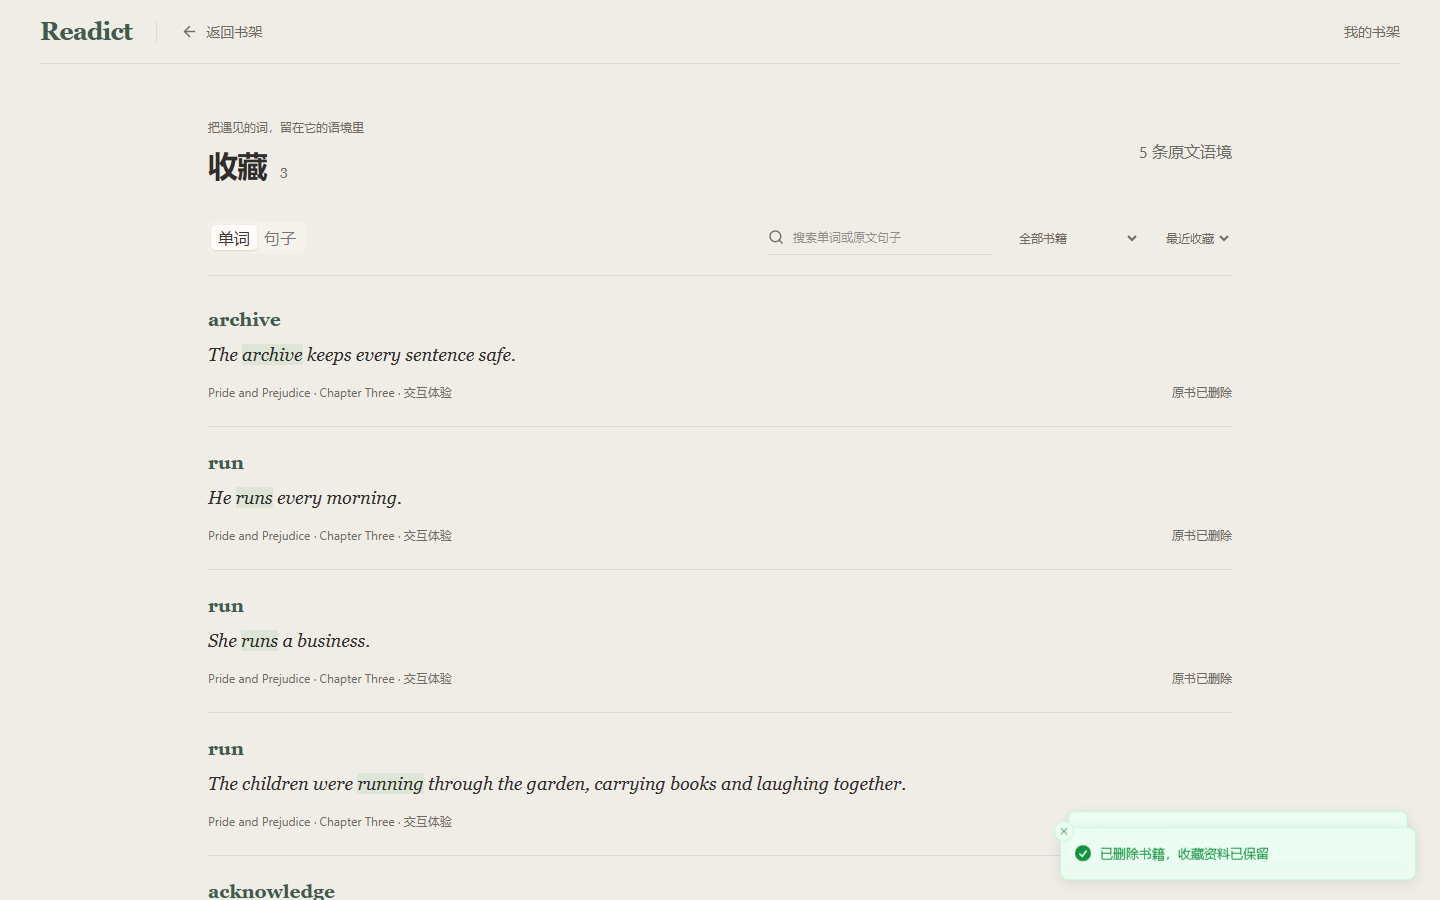 Readict
返回书架
我的书架
把遇见的词，留在它的语境里
收藏 3
5 条原文语境
单词 句子
搜索单词或原文句子
全部书籍
最近收藏
archive
The archive keeps every sentence safe.
Pride and Prejudice · Chapter Three · 交互体验
原书已删除
run
He runs every morning.
Pride and Prejudice · Chapter Three · 交互体验
原书已删除
run
She runs a business.
Pride and Prejudice · Chapter Three · 交互体验
原书已删除
run
The children were running through the garden, carrying books and laughing together.
Pride and Prejudice · Chapter Three · 交互体验
已删除书籍，收藏资料已保留
acknowledge